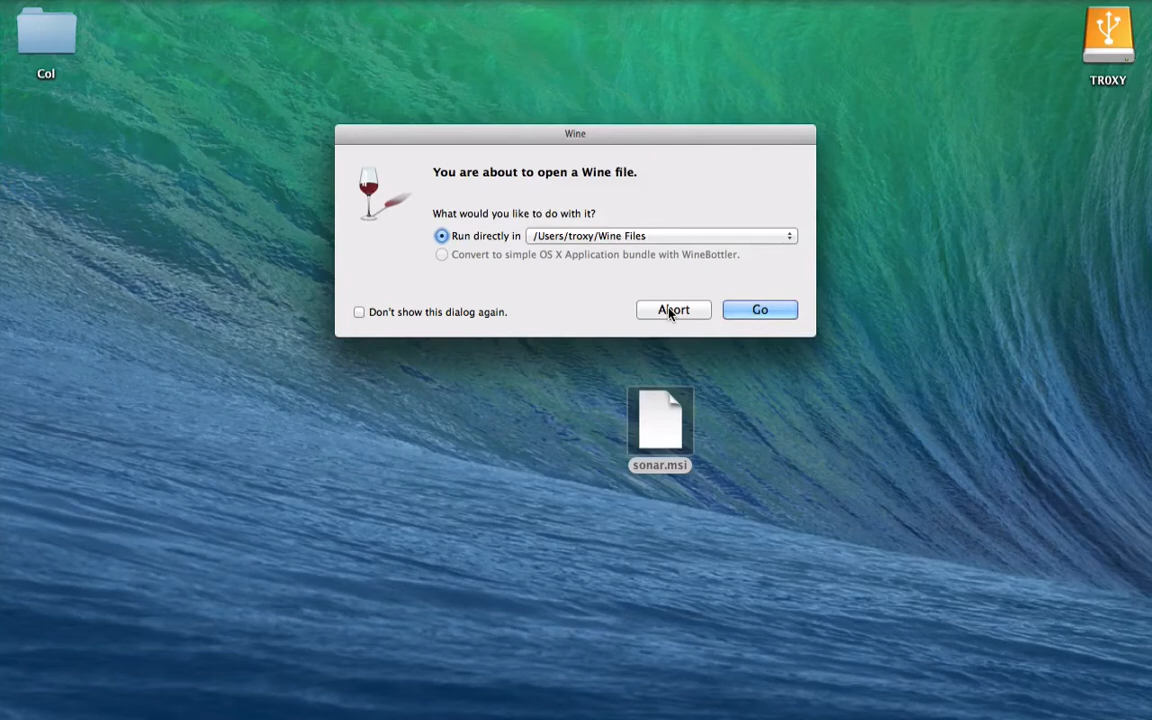 Col
TROXY
Wine
You are about to open a Wine file.
What would you like to do with it?
Run directly in /Users/troxy/Wine Files
Convert to simple OS X Application bundle with WineBottler.
Don't show this dialog again.
Abort
Go
sonar.msi